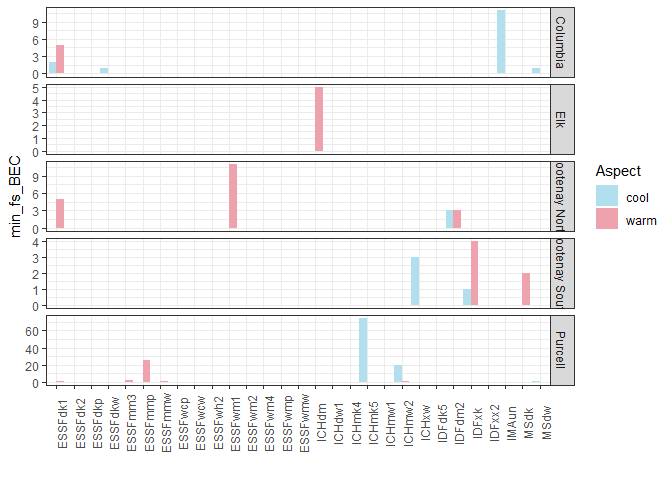 min_fs_BEC
9
6
3
0
Columbia
5
4
3
2
1
0
Elk
9
6
3
0
ootenay Nort
4
3
2
1
0
ootenay Sout
60
40
20
0
Purcell
ESSFdk1
ESSFdk2
ESSFdkp
ESSFdkw
ESSFmm3
ESSFmmp
ESSFmmw
ESSFwcp
ESSFwcw
ESSFwh2
ESSFwm1
ESSFwm2
ESSFwm4
ESSFwmp
ESSFwmw
ICHdm
ICHdw1
ICHmk4
ICHmk5
ICHmw1
ICHmw2
ICHxw
IDFdk5
IDFdm2
IDFxk
IDFxx2
IMAun
MSdk
MSdw
Aspect
cool
warm